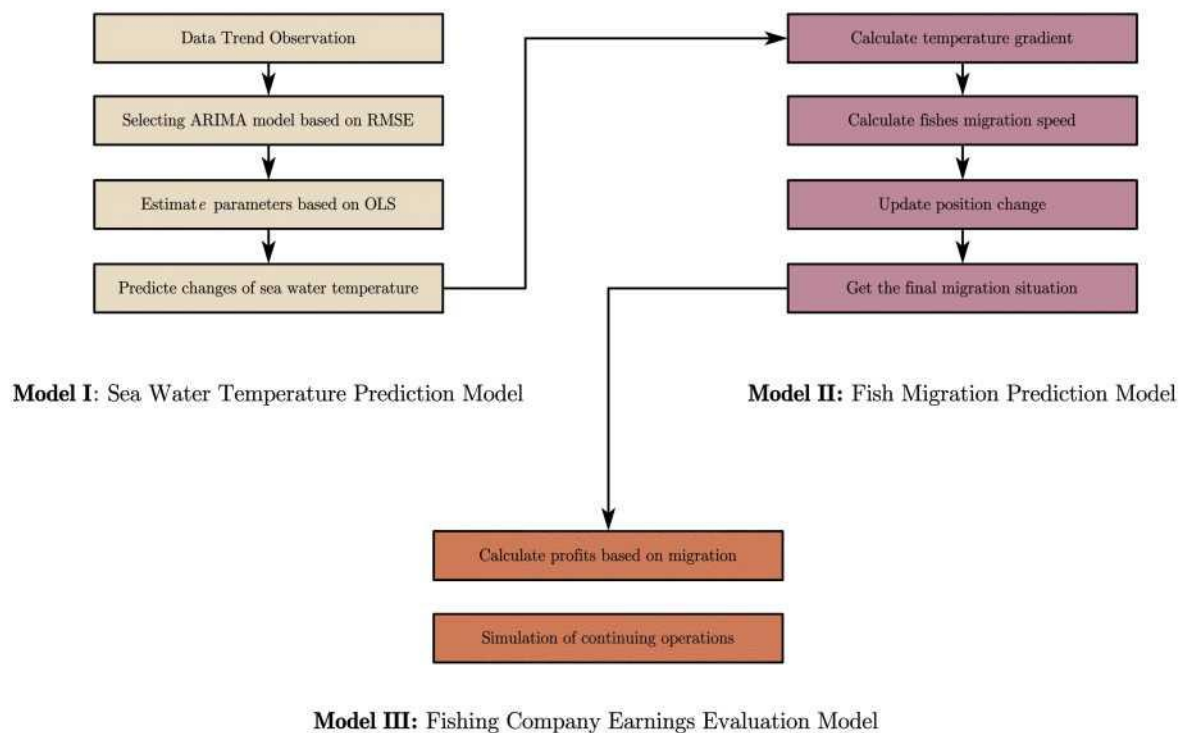 Data Trend Observation
Selecting ARIMA model based on RMSE
Estimate parameters based on OLS
Predicte changes of sea water temperature
Model I: Sea Water Temperature Prediction Model
Calculate temperature gradient
Calculate fishes migration speed
Update position change
Get the final migration situation
Model II: Fish Migration Prediction Model
Calculate profits based on migration
Simulation of continuing operations
Model III: Fishing Company Earnings Evaluation Model